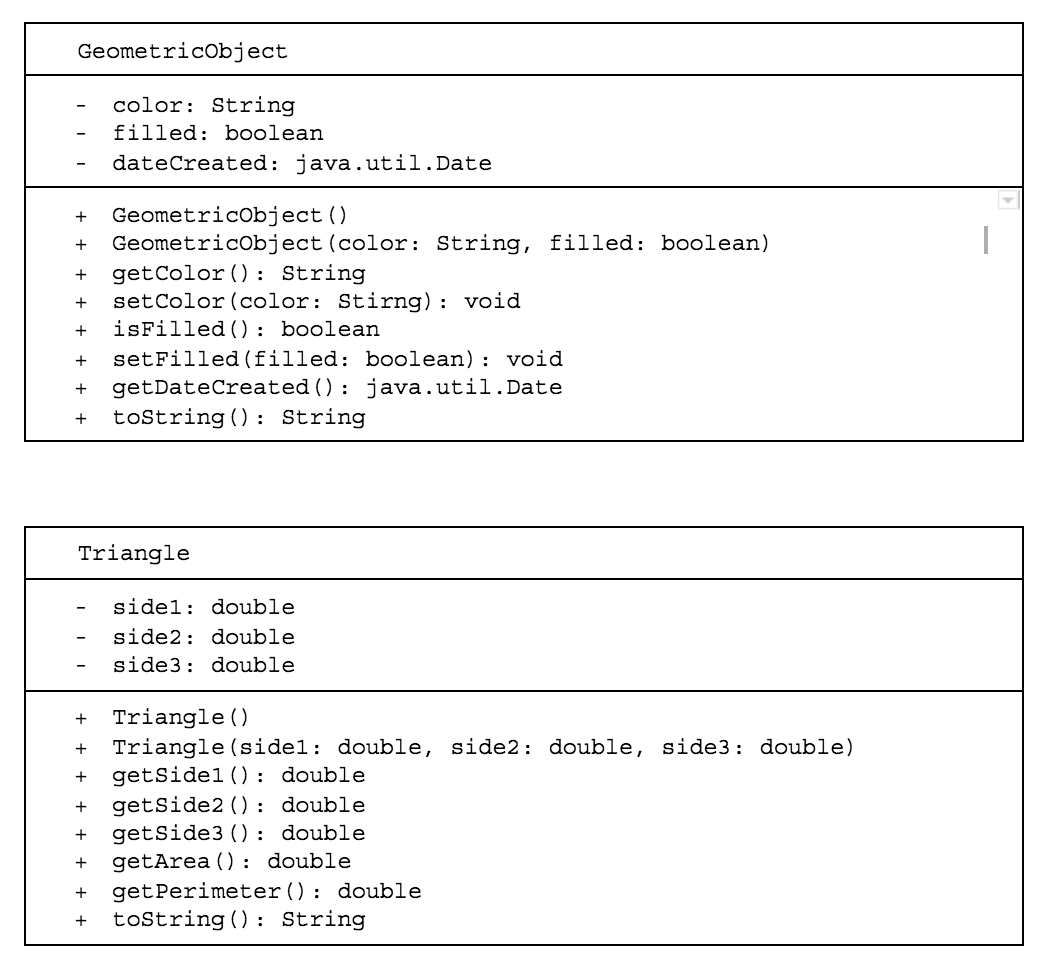 GeometricObject
- color: String
- filled: boolean
- dateCreated: java.util.Date
+ GeometricObject()
+ GeometricObject(color: String, filled: boolean)
+ getColor(): String
+ setColor(color: Stirng): void
+ isFilled(): boolean
+ setFilled(filled: boolean): void
+ getDateCreated(): java.util.Date
+ toString(): String
Triangle
- side1: double
- side2: double
- side3: double
+ Triangle()
+ Triangle(side1: double, side2: double, side3: double)
+ getSide1(): double
+ getSide2(): double
+ getSide3(): double
+ getArea(): double
+ getPerimeter(): double
+ toString(): String